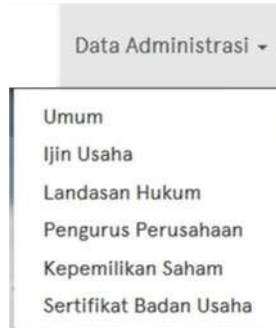 Data Administrasi
Umum
Ijin Usaha
Landasan Hukum
Pengurus Perusahaan
Kepemilikan Saham
Sertifikat Badan Usaha